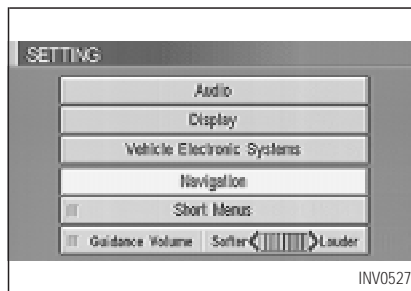 SETTING
Audio
Display
Vehicle Electronic Systems
Navigation
Short Menus
Guidance Volume Softer Louder
INV0527